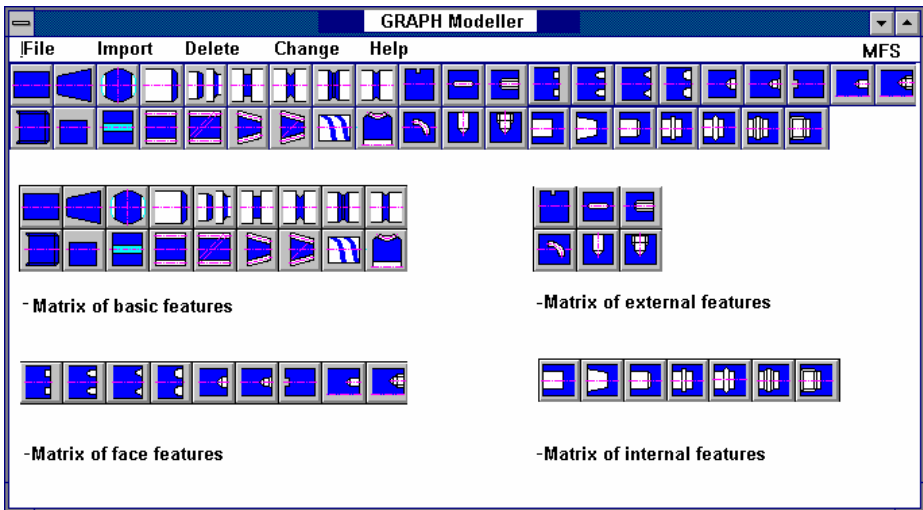 GRAPH Modeller
File Import Delete Change Help MFS
- Matrix of basic features
-Matrix of external features
-Matrix of face features
-Matrix of internal features